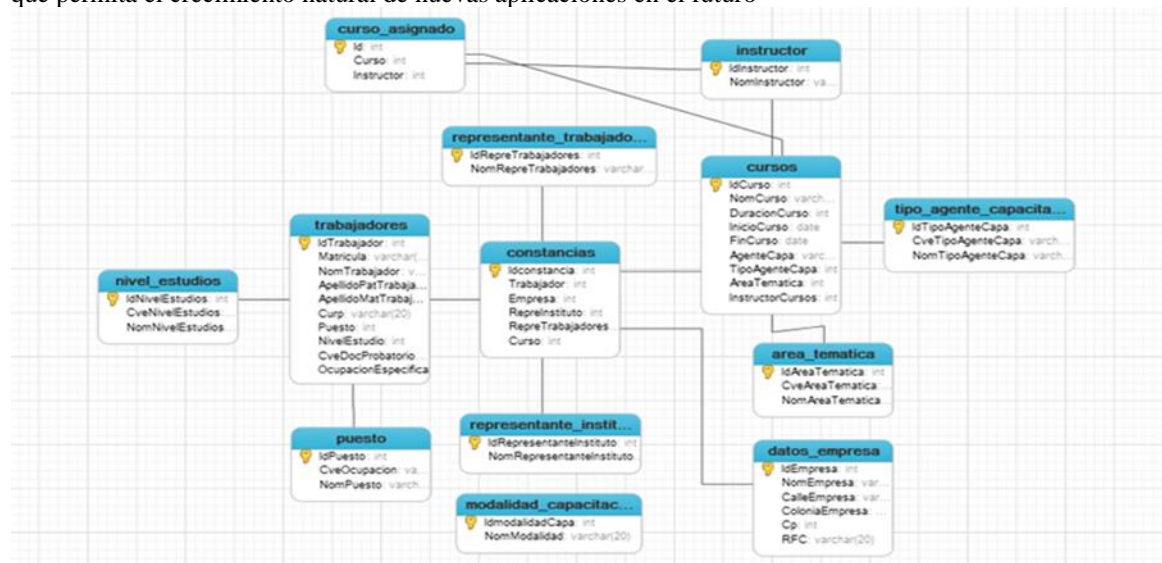 que permita el crecimiento natural de nuevas aplicaciones en el futuro
curso_asignado
Id: int
Curso: int
Instructor: int
instructor
IdInstructor: int
NomInstructor: va...
representante_trabajado...
IdRepreTrabajadores: int
NomRepreTrabajadores: varchar...
cursos
IdCurso: int
NomCurso: varch...
DuracionCurso: int
InicioCurso: date
FinCurso: date
AgenteCapa: varc...
TipoAgenteCapa: int
AreaTematica: int
InstructorCursos: int
tipo_agente_capacita...
IdTipoAgenteCapa: int
CveTipoAgenteCapa: varch...
NomTipoAgenteCapa: varch...
trabajadores
IdTrabajador: int
Matricula: varchar(...
NomTrabajador: v...
ApellidoPatTrabaja...
ApellidoMatTrabaj...
Curp: varchar(20)
Puesto: int
NivelEstudio: int
CveDocProbatorio...
OcupacionEspecifica
constancias
Idconstancia: int
Trabajador: int
Empresa: int
RepreInstituto: int
RepreTrabajadores...
Curso: int
nivel_estudios
IdNivelEstudios: int
CveNivelEstudios...
NomNivelEstudios...
area_tematica
IdAreaTematica: int
CveAreaTematica...
NomAreaTematica...
representante_instit...
IdRepresentanteInstituto: int
NomRepresentanteInstituto...
puesto
IdPuesto: int
CveOcupacion: va...
NomPuesto: varch...
datos_empresa
IdEmpresa: int
NomEmpresa: var...
CalleEmpresa: var...
ColoniaEmpresa: ...
Cp: int
RFC: varchar(20)
modalidad_capacitac...
IdmodalidadCapa: int
NomModalidad: varchar(20)